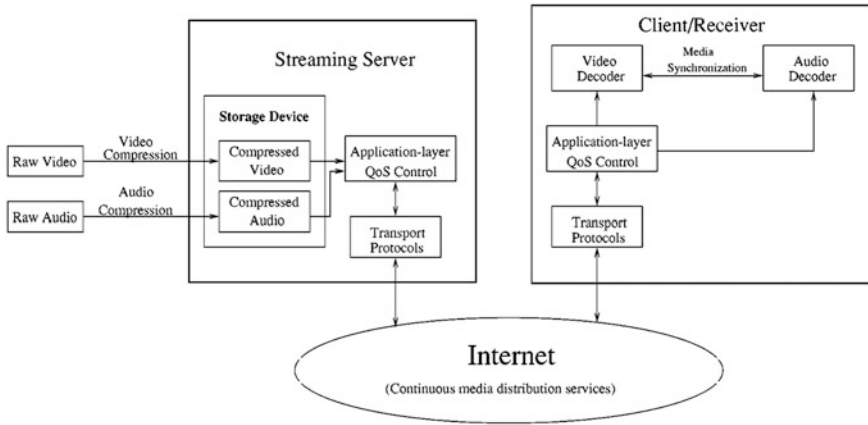 Streaming Server
Storage Device
Raw Video
Video
Compression
Compressed
Video
Application-layer
QoS Control
Raw Audio
Audio
Compression
Compressed
Audio
Transport
Protocols
Client/Receiver
Video
Decoder
Media
Synchronization
Audio
Decoder
Application-layer
QoS Control
Transport
Protocols
Internet
(Continuous media distribution services)